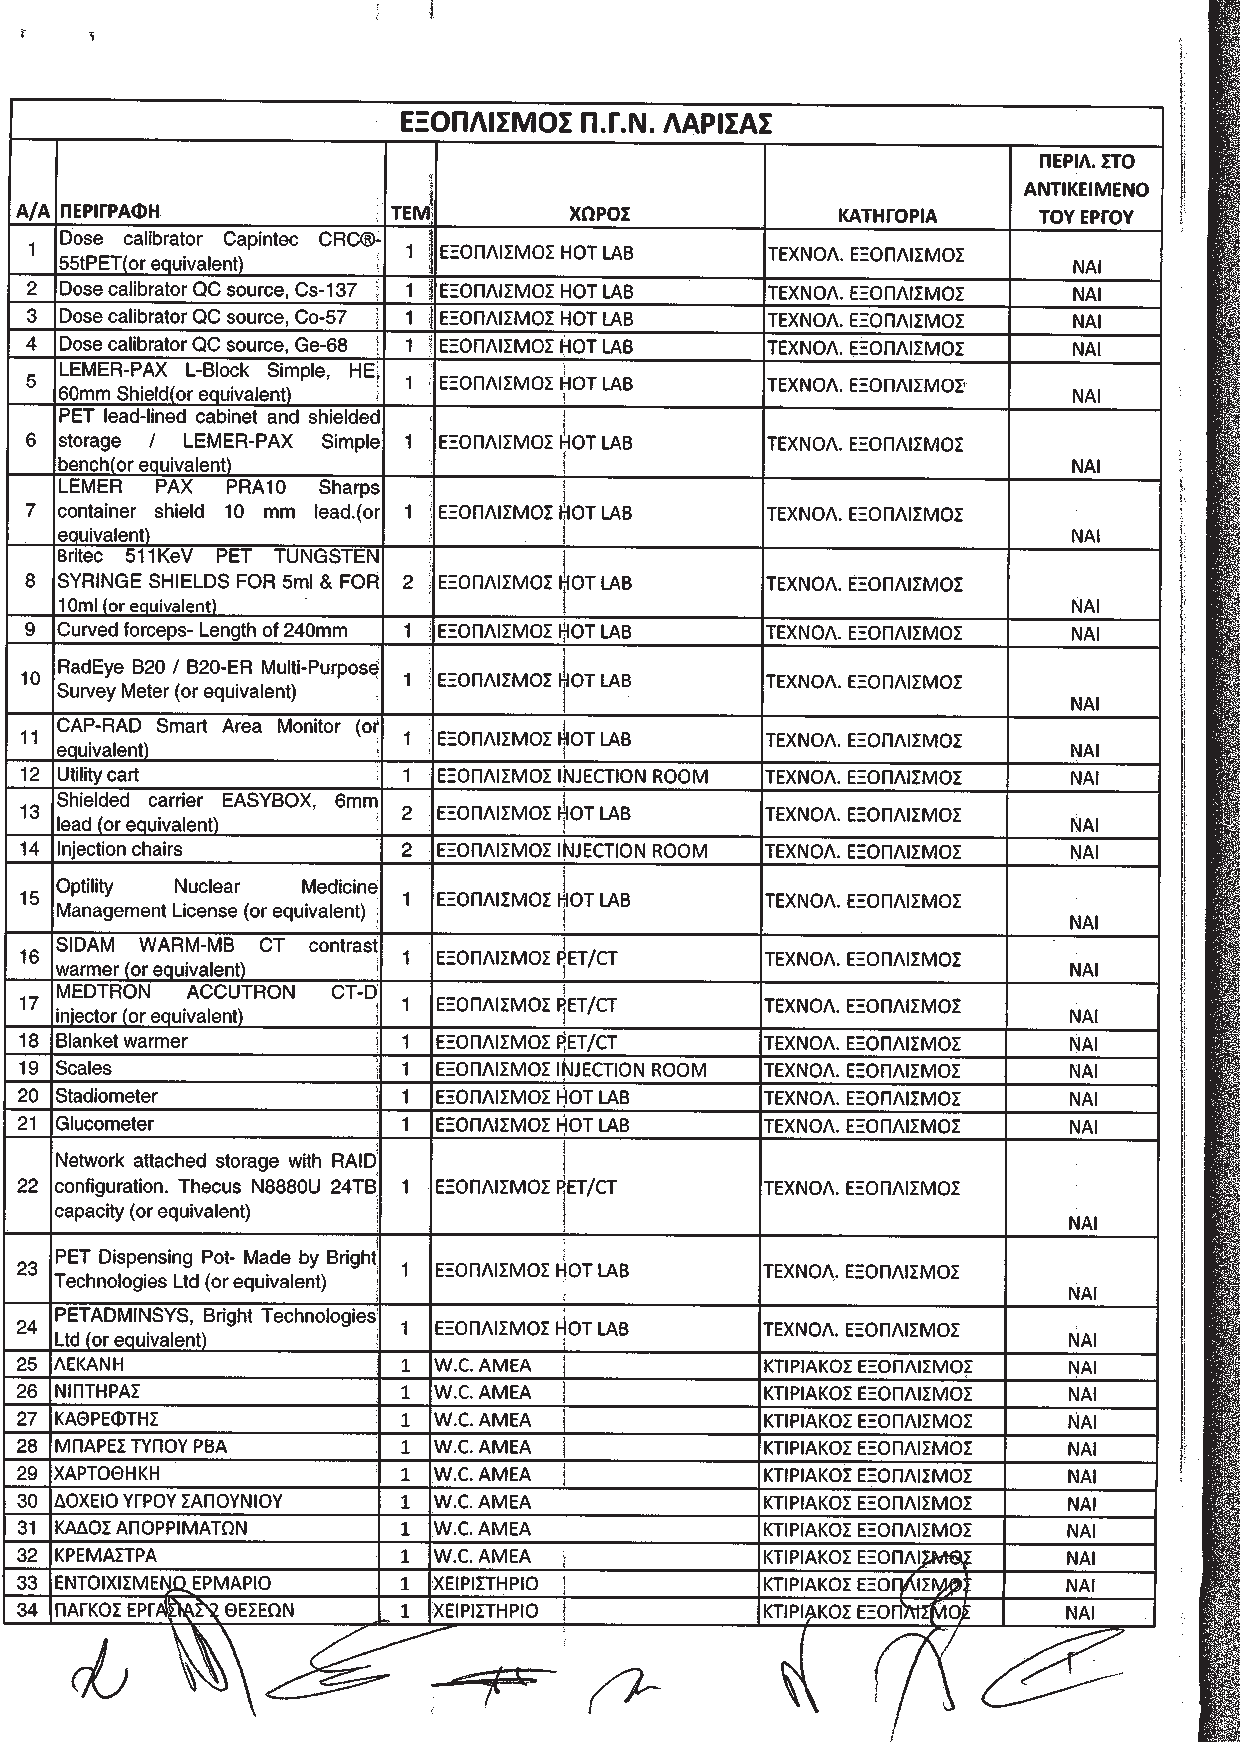 ΕΞΟΠΛΙΣΜΟΣ Π.Γ.Ν. ΛΑΡΙΣΑΣ
Α/Α ΠΕΡΙΓΡΑΦΗ ΤΕΜ ΧΩΡΟΣ ΚΑΤΗΓΟΡΙΑ ΠΕΡΙΛ. ΣΤΟ
ΑΝΤΙΚΕΙΜΕΝΟ
ΤΟΥ ΕΡΓΟΥ
1 Dose calibrator Capintec CRC®-
55tPET(or equivalent) 1 ΕΞΟΠΛΙΣΜΟΣ HOT LAB ΤΕΧΝΟΛ. ΕΞΟΠΛΙΣΜΟΣ ΝΑΙ
2 Dose calibrator QC source, Cs-137 1 ΕΞΟΠΛΙΣΜΟΣ HOT LAB ΤΕΧΝΟΛ. ΕΞΟΠΛΙΣΜΟΣ ΝΑΙ
3 Dose calibrator QC source, Co-57 1 ΕΞΟΠΛΙΣΜΟΣ HOT LAB ΤΕΧΝΟΛ. ΕΞΟΠΛΙΣΜΟΣ ΝΑΙ
4 Dose calibrator QC source, Ge-68 1 ΕΞΟΠΛΙΣΜΟΣ HOT LAB ΤΕΧΝΟΛ. ΕΞΟΠΛΙΣΜΟΣ ΝΑΙ
5 LEMER-PAX L-Block Simple, HE,
60mm Shield(or equivalent) 1 ΕΞΟΠΛΙΣΜΟΣ HOT LAB ΤΕΧΝΟΛ. ΕΞΟΠΛΙΣΜΟΣ ΝΑΙ
PET lead-lined cabinet and shielded
6 storage / LEMER-PAX Simple 1 ΕΞΟΠΛΙΣΜΟΣ HOT LAB ΤΕΧΝΟΛ. ΕΞΟΠΛΙΣΜΟΣ
bench(or equivalent) ΝΑΙ
LEMER PAX PRA10 Sharps
7 container shield 10 mm lead.(or 1 ΕΞΟΠΛΙΣΜΟΣ HOT LAB ΤΕΧΝΟΛ. ΕΞΟΠΛΙΣΜΟΣ
equivalent) ΝΑΙ
Britec 511KeV PET TUNGSTEN
8 SYRINGE SHIELDS FOR 5ml & FOR 2 ΕΞΟΠΛΙΣΜΟΣ HOT LAB ΤΕΧΝΟΛ. ΕΞΟΠΛΙΣΜΟΣ
10ml (or equivalent) ΝΑΙ
9 Curved forceps- Length of 240mm 1 ΕΞΟΠΛΙΣΜΟΣ HOT LAB ΤΕΧΝΟΛ. ΕΞΟΠΛΙΣΜΟΣ ΝΑΙ
10 RadEye B20 / B20-ER Multi-Purpose
Survey Meter (or equivalent) 1 ΕΞΟΠΛΙΣΜΟΣ HOT LAB ΤΕΧΝΟΛ. ΕΞΟΠΛΙΣΜΟΣ ΝΑΙ
11 CAP-RAD Smart Area Monitor (or
equivalent) 1 ΕΞΟΠΛΙΣΜΟΣ HOT LAB ΤΕΧΝΟΛ. ΕΞΟΠΛΙΣΜΟΣ ΝΑΙ
12 Utility cart 1 ΕΞΟΠΛΙΣΜΟΣ INJECTION ROOM ΤΕΧΝΟΛ. ΕΞΟΠΛΙΣΜΟΣ ΝΑΙ
13 Shielded carrier EASYBOX, 6mm
lead (or equivalent) 2 ΕΞΟΠΛΙΣΜΟΣ HOT LAB ΤΕΧΝΟΛ. ΕΞΟΠΛΙΣΜΟΣ ΝΑΙ
14 Injection chairs 2 ΕΞΟΠΛΙΣΜΟΣ INJECTION ROOM ΤΕΧΝΟΛ. ΕΞΟΠΛΙΣΜΟΣ ΝΑΙ
15 Optility Nuclear Medicine
Management License (or equivalent) 1 ΕΞΟΠΛΙΣΜΟΣ HOT LAB ΤΕΧΝΟΛ. ΕΞΟΠΛΙΣΜΟΣ ΝΑΙ
16 SIDAM WARM-MB CT contrast
warmer (or equivalent) 1 ΕΞΟΠΛΙΣΜΟΣ PET/CT ΤΕΧΝΟΛ. ΕΞΟΠΛΙΣΜΟΣ ΝΑΙ
17 MEDTRON ACCUTRON CT-D
injector (or equivalent) 1 ΕΞΟΠΛΙΣΜΟΣ PET/CT ΤΕΧΝΟΛ. ΕΞΟΠΛΙΣΜΟΣ ΝΑΙ
18 Blanket warmer 1 ΕΞΟΠΛΙΣΜΟΣ PET/CT ΤΕΧΝΟΛ. ΕΞΟΠΛΙΣΜΟΣ ΝΑΙ
19 Scales 1 ΕΞΟΠΛΙΣΜΟΣ INJECTION ROOM ΤΕΧΝΟΛ. ΕΞΟΠΛΙΣΜΟΣ ΝΑΙ
20 Stadiometer 1 ΕΞΟΠΛΙΣΜΟΣ HOT LAB ΤΕΧΝΟΛ. ΕΞΟΠΛΙΣΜΟΣ ΝΑΙ
21 Glucometer 1 ΕΞΟΠΛΙΣΜΟΣ HOT LAB ΤΕΧΝΟΛ. ΕΞΟΠΛΙΣΜΟΣ ΝΑΙ
Network attached storage with RAID
22 configuration. Thecus N8880U 24TB 1 ΕΞΟΠΛΙΣΜΟΣ PET/CT ΤΕΧΝΟΛ. ΕΞΟΠΛΙΣΜΟΣ
capacity (or equivalent) ΝΑΙ
23 PET Dispensing Pot- Made by Bright
Technologies Ltd (or equivalent) 1 ΕΞΟΠΛΙΣΜΟΣ HOT LAB ΤΕΧΝΟΛ. ΕΞΟΠΛΙΣΜΟΣ ΝΑΙ
24 PETADMINSYS, Bright Technologies
Ltd (or equivalent) 1 ΕΞΟΠΛΙΣΜΟΣ HOT LAB ΤΕΧΝΟΛ. ΕΞΟΠΛΙΣΜΟΣ ΝΑΙ
25 ΛΕΚΑΝΗ 1 W.C. ΑΜΕΑ ΚΤΙΡΙΑΚΟΣ ΕΞΟΠΛΙΣΜΟΣ ΝΑΙ
26 ΝΙΠΤΗΡΑΣ 1 W.C. ΑΜΕΑ ΚΤΙΡΙΑΚΟΣ ΕΞΟΠΛΙΣΜΟΣ ΝΑΙ
27 ΚΑΘΡΕΦΤΗΣ 1 W.C. ΑΜΕΑ ΚΤΙΡΙΑΚΟΣ ΕΞΟΠΛΙΣΜΟΣ ΝΑΙ
28 ΜΠΑΡΕΣ ΤΥΠΟΥ ΡΒΑ 1 W.C. ΑΜΕΑ ΚΤΙΡΙΑΚΟΣ ΕΞΟΠΛΙΣΜΟΣ ΝΑΙ
29 ΧΑΡΤΟΘΗΚΗ 1 W.C. ΑΜΕΑ ΚΤΙΡΙΑΚΟΣ ΕΞΟΠΛΙΣΜΟΣ ΝΑΙ
30 ΔΟΧΕΙΟ ΥΓΡΟΥ ΣΑΠΟΥΝΙΟΥ 1 W.C. ΑΜΕΑ ΚΤΙΡΙΑΚΟΣ ΕΞΟΠΛΙΣΜΟΣ ΝΑΙ
31 ΚΑΔΟΣ ΑΠΟΡΡΙΜΑΤΩΝ 1 W.C. ΑΜΕΑ ΚΤΙΡΙΑΚΟΣ ΕΞΟΠΛΙΣΜΟΣ ΝΑΙ
32 ΚΡΕΜΑΣΤΡΑ 1 W.C. ΑΜΕΑ ΚΤΙΡΙΑΚΟΣ ΕΞΟΠΛΙΣΜΟΣ ΝΑΙ
33 ΕΝΤΟΙΧΙΣΜΕΝΟ ΕΡΜΑΡΙΟ 1 ΧΕΙΡΙΣΤΗΡΙΟ ΚΤΙΡΙΑΚΟΣ ΕΞΟΠΛΙΣΜΟΣ ΝΑΙ
34 ΠΑΓΚΟΣ ΕΡΓΑΣΙΑΣ 2 ΘΕΣΕΩΝ 1 ΧΕΙΡΙΣΤΗΡΙΟ ΚΤΙΡΙΑΚΟΣ ΕΞΟΠΛΙΣΜΟΣ ΝΑΙ